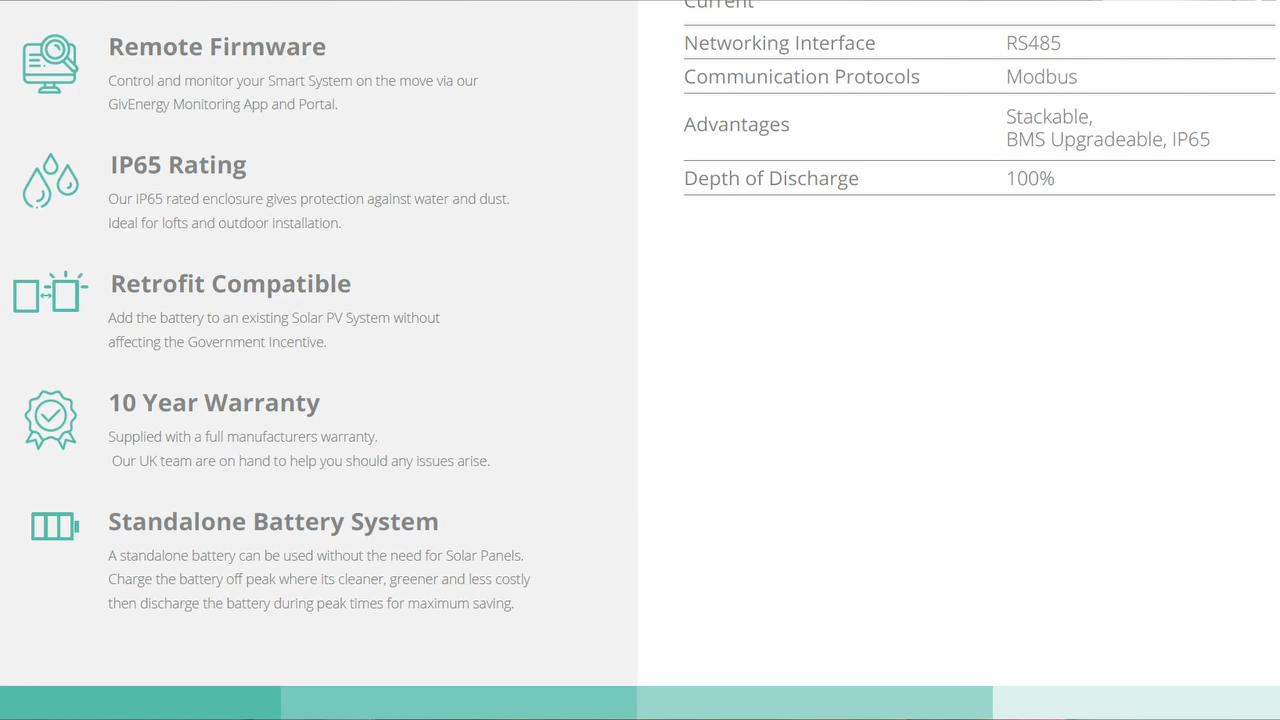 Remote Firmware
Control and monitor your Smart System on the move via our
GivEnergy Monitoring App and Portal.
IP65 Rating
Our IP65 rated enclosure gives protection against water and dust.
Ideal for lofts and outdoor installation.
Retrofit Compatible
Add the battery to an existing Solar PV System without
affecting the Government Incentive.
10 Year Warranty
Supplied with a full manufacturers warranty.
Our UK team are on hand to help you should any issues arise.
Standalone Battery System
A standalone battery can be used without the need for Solar Panels.
Charge the battery off peak where its cleaner, greener and less costly
then discharge the battery during peak times for maximum saving.
Current
Networking Interface RS485
Communication Protocols Modbus
Advantages Stackable,
BMS Upgradeable, IP65
Depth of Discharge 100%